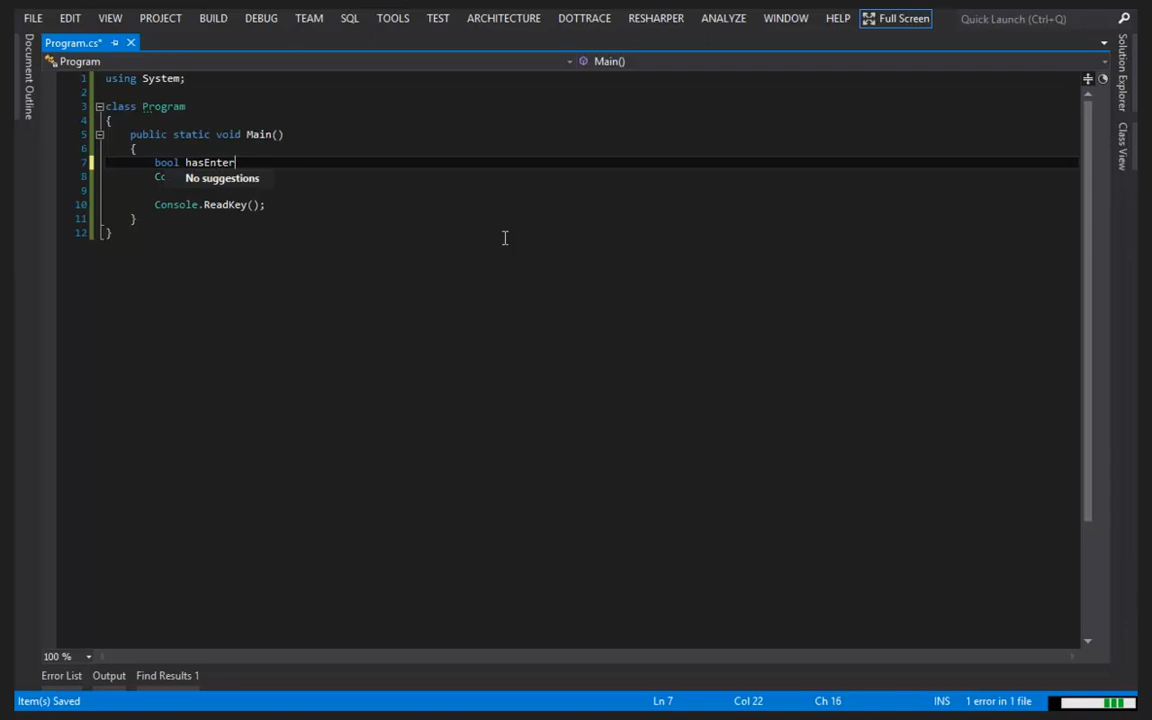 FILE EDIT VIEW PROJECT BUILD DEBUG TEAM SQL TOOLS TEST ARCHITECTURE DOTTRACE RESHARPER ANALYZE WINDOW HELP Full Screen Quick Launch (Ctrl+Q)
Program.cs*
Program Main()
Document Outline
Solution Explorer
Class View
1 using System;
2
3 class Program
4 {
5 public static void Main()
6 {
7 bool hasEnter
8 Co
No suggestions
9
10 Console.ReadKey();
11 }
12 }
100 %
Error List Output Find Results 1
Item(s) Saved Ln 7 Col 22 Ch 16 INS 1 error in 1 file